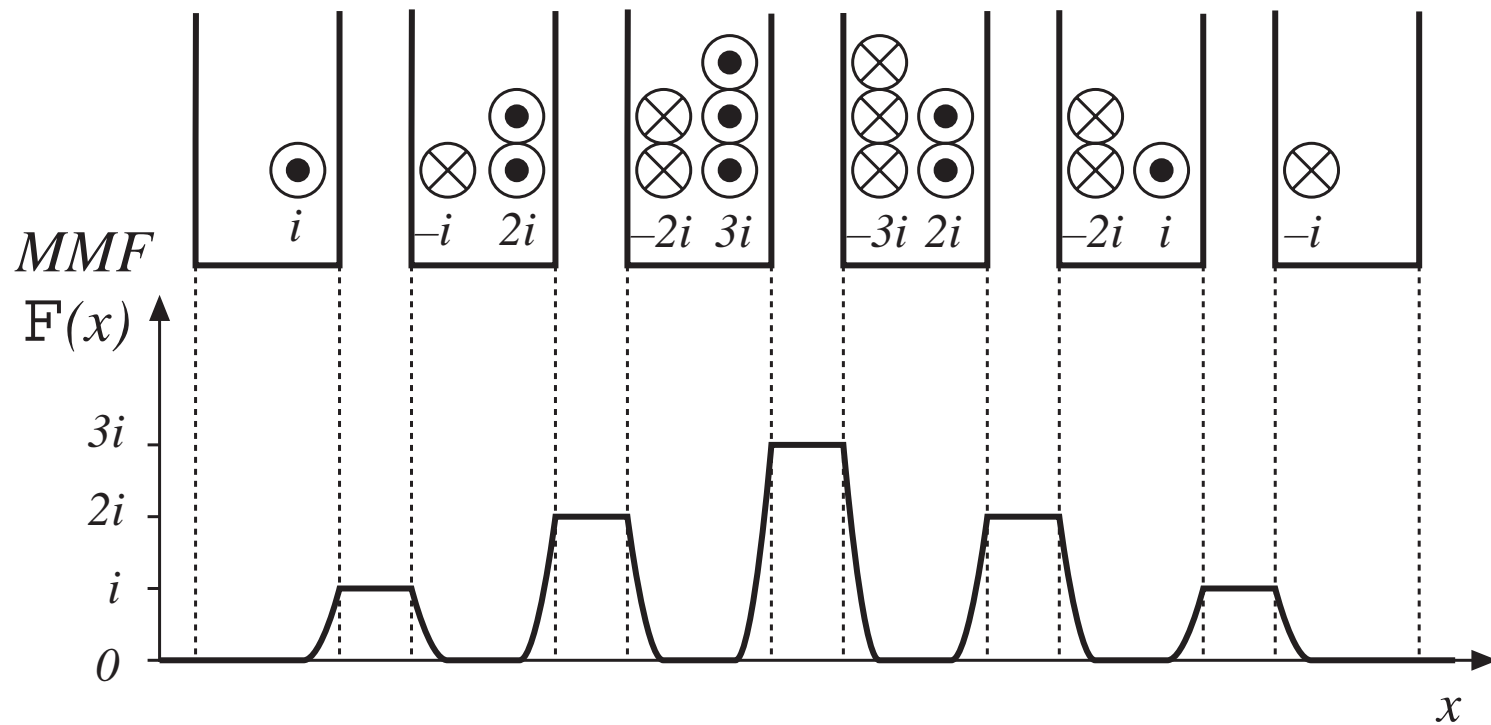 i –i 2i –2i 3i –3i 2i –2i i –i
MMF
F(x)
3i
2i
i
0
x